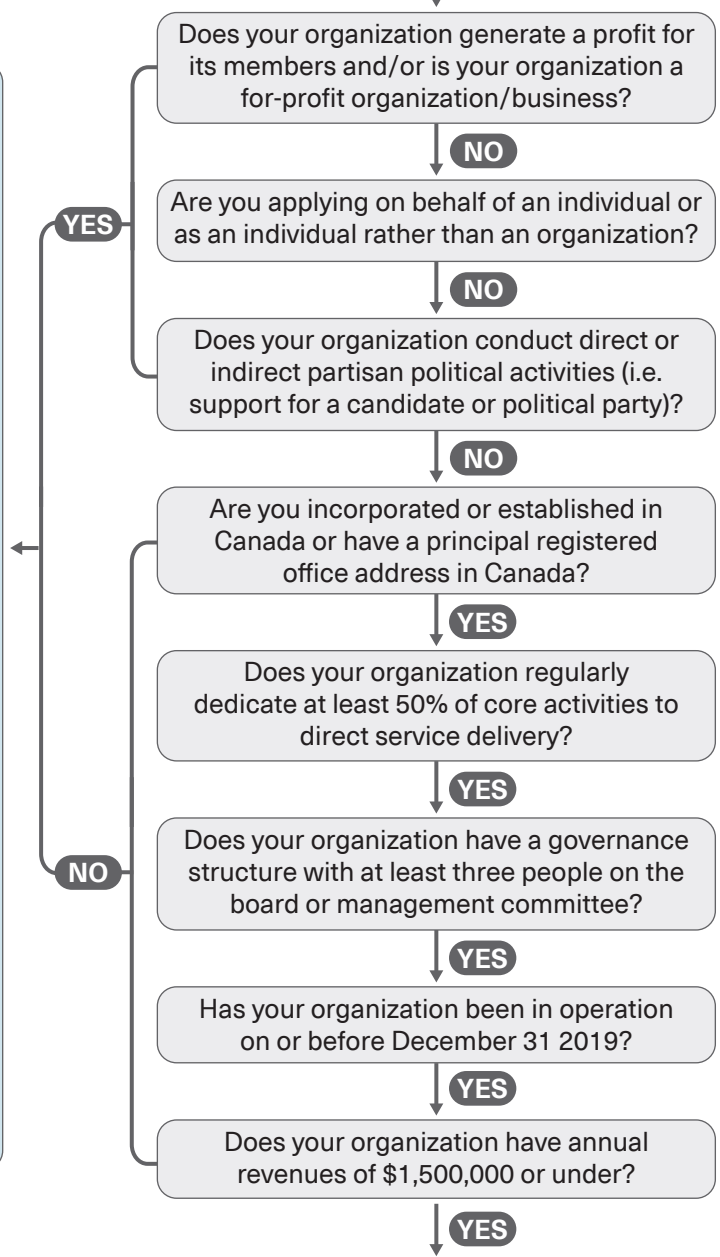 Does your organization generate a profit for
its members and/or is your organization a
for-profit organization/business?
NO
YES
Are you applying on behalf of an individual or
as an individual rather than an organization?
NO
Does your organization conduct direct or
indirect partisan political activities (i.e.
support for a candidate or political party)?
NO
Are you incorporated or established in
Canada or have a principal registered
office address in Canada?
YES
Does your organization regularly
dedicate at least 50% of core activities to
direct service delivery?
YES
NO
Does your organization have a governance
structure with at least three people on the
board or management committee?
YES
Has your organization been in operation
on or before December 31 2019?
YES
Does your organization have annual
revenues of $1,500,000 or under?
YES